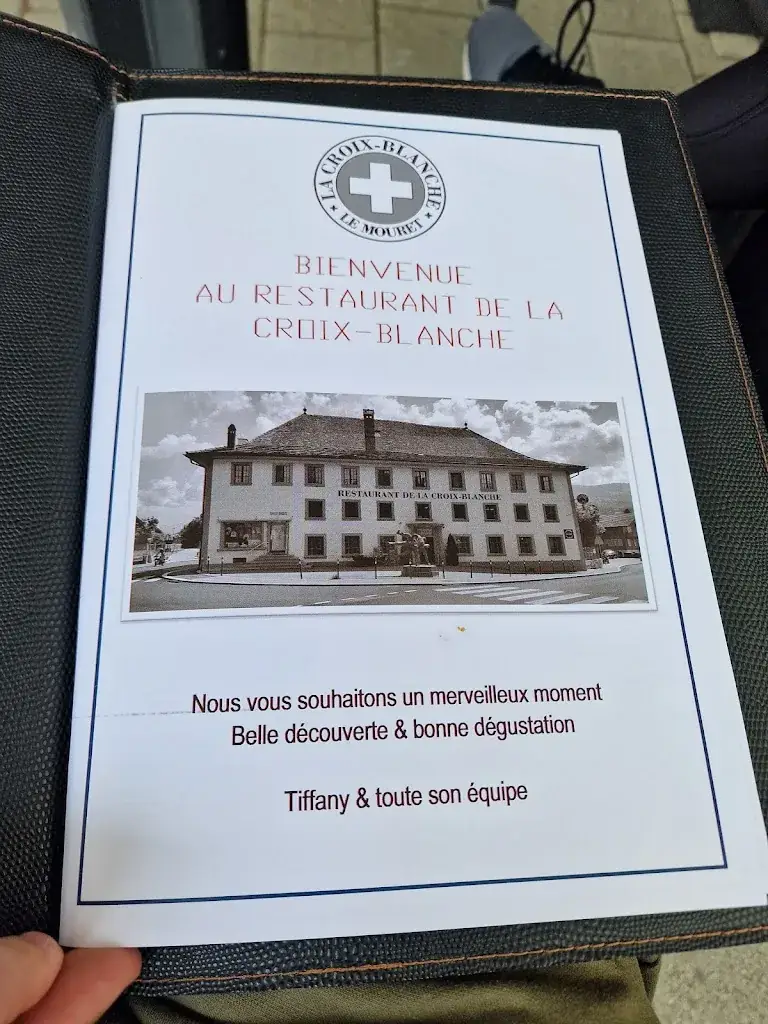 LA CROIX-BLANCHE
LE MOURET
BIENVENUE
AU RESTAURANT DE LA
CROIX-BLANCHE
RESTAURANT DE LA CROIX-BLANCHE
Nous vous souhaitons un merveilleux moment
Belle découverte & bonne dégustation
Tiffany & toute son équipe